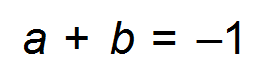 a + b = –1